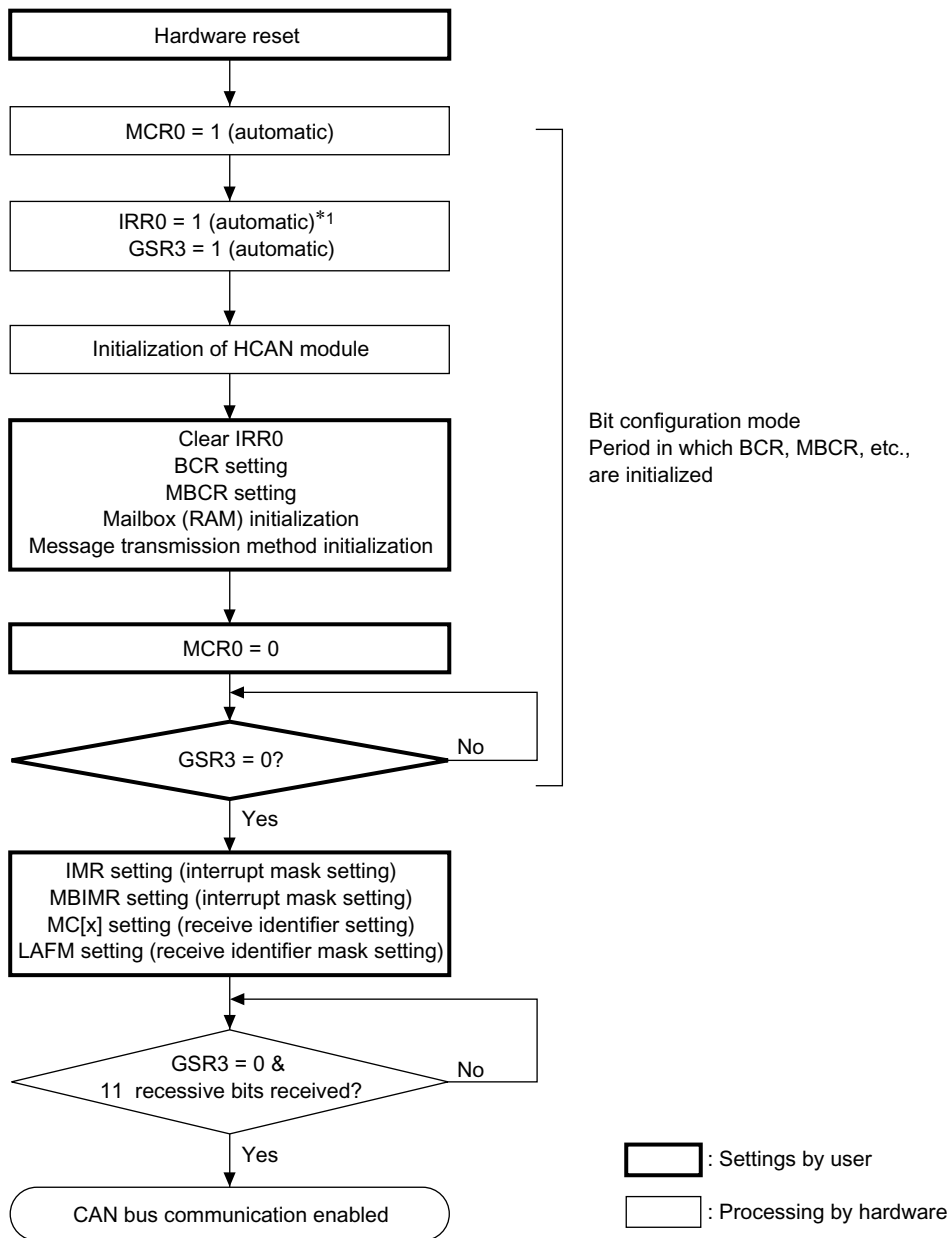 Hardware reset
MCR0 = 1 (automatic)
IRR0 = 1 (automatic)*1
GSR3 = 1 (automatic)
Initialization of HCAN module
Clear IRR0
BCR setting
MBCR setting
Mailbox (RAM) initialization
Message transmission method initialization
Bit configuration mode
Period in which BCR, MBCR, etc.,
are initialized
MCR0 = 0
GSR3 = 0?
No
Yes
IMR setting (interrupt mask setting)
MBIMR setting (interrupt mask setting)
MC[x] setting (receive identifier setting)
LAFM setting (receive identifier mask setting)
GSR3 = 0 &
11 recessive bits received?
No
Yes
CAN bus communication enabled
: Settings by user
: Processing by hardware